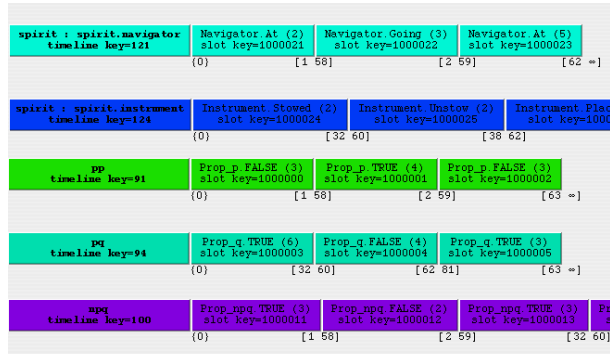 spirit : spirit.navigator
timeline key=121
Navigator.At (2)
slot key=1000021
Navigator.Going (3)
slot key=1000022
Navigator.At (5)
slot key=1000023
{0} [1 58] [2 59] [62 ∞]
spirit : spirit.instrument
timeline key=124
Instrument.Stowed (2)
slot key=1000024
Instrument.Unstow (2)
slot key=1000025
Instrument.Plac
slot key=1000
{0} [32 60] [38 62]
pp
timeline key=91
Prop_p.FALSE (3)
slot key=1000000
Prop_p.TRUE (4)
slot key=1000001
Prop_p.FALSE (3)
slot key=1000002
{0} [1 58] [2 59] [63 ∞]
pq
timeline key=94
Prop_q.TRUE (6)
slot key=1000003
Prop_q.FALSE (4)
slot key=1000004
Prop_q.TRUE (3)
slot key=1000005
{0} [32 60] [62 81] [63 ∞]
npq
timeline key=100
Prop_npq.TRUE (3)
slot key=1000011
Prop_npq.FALSE (2)
slot key=1000012
Prop_npq.TRUE (3)
slot key=1000013
{0} [1 58] [2 59] [32 60]